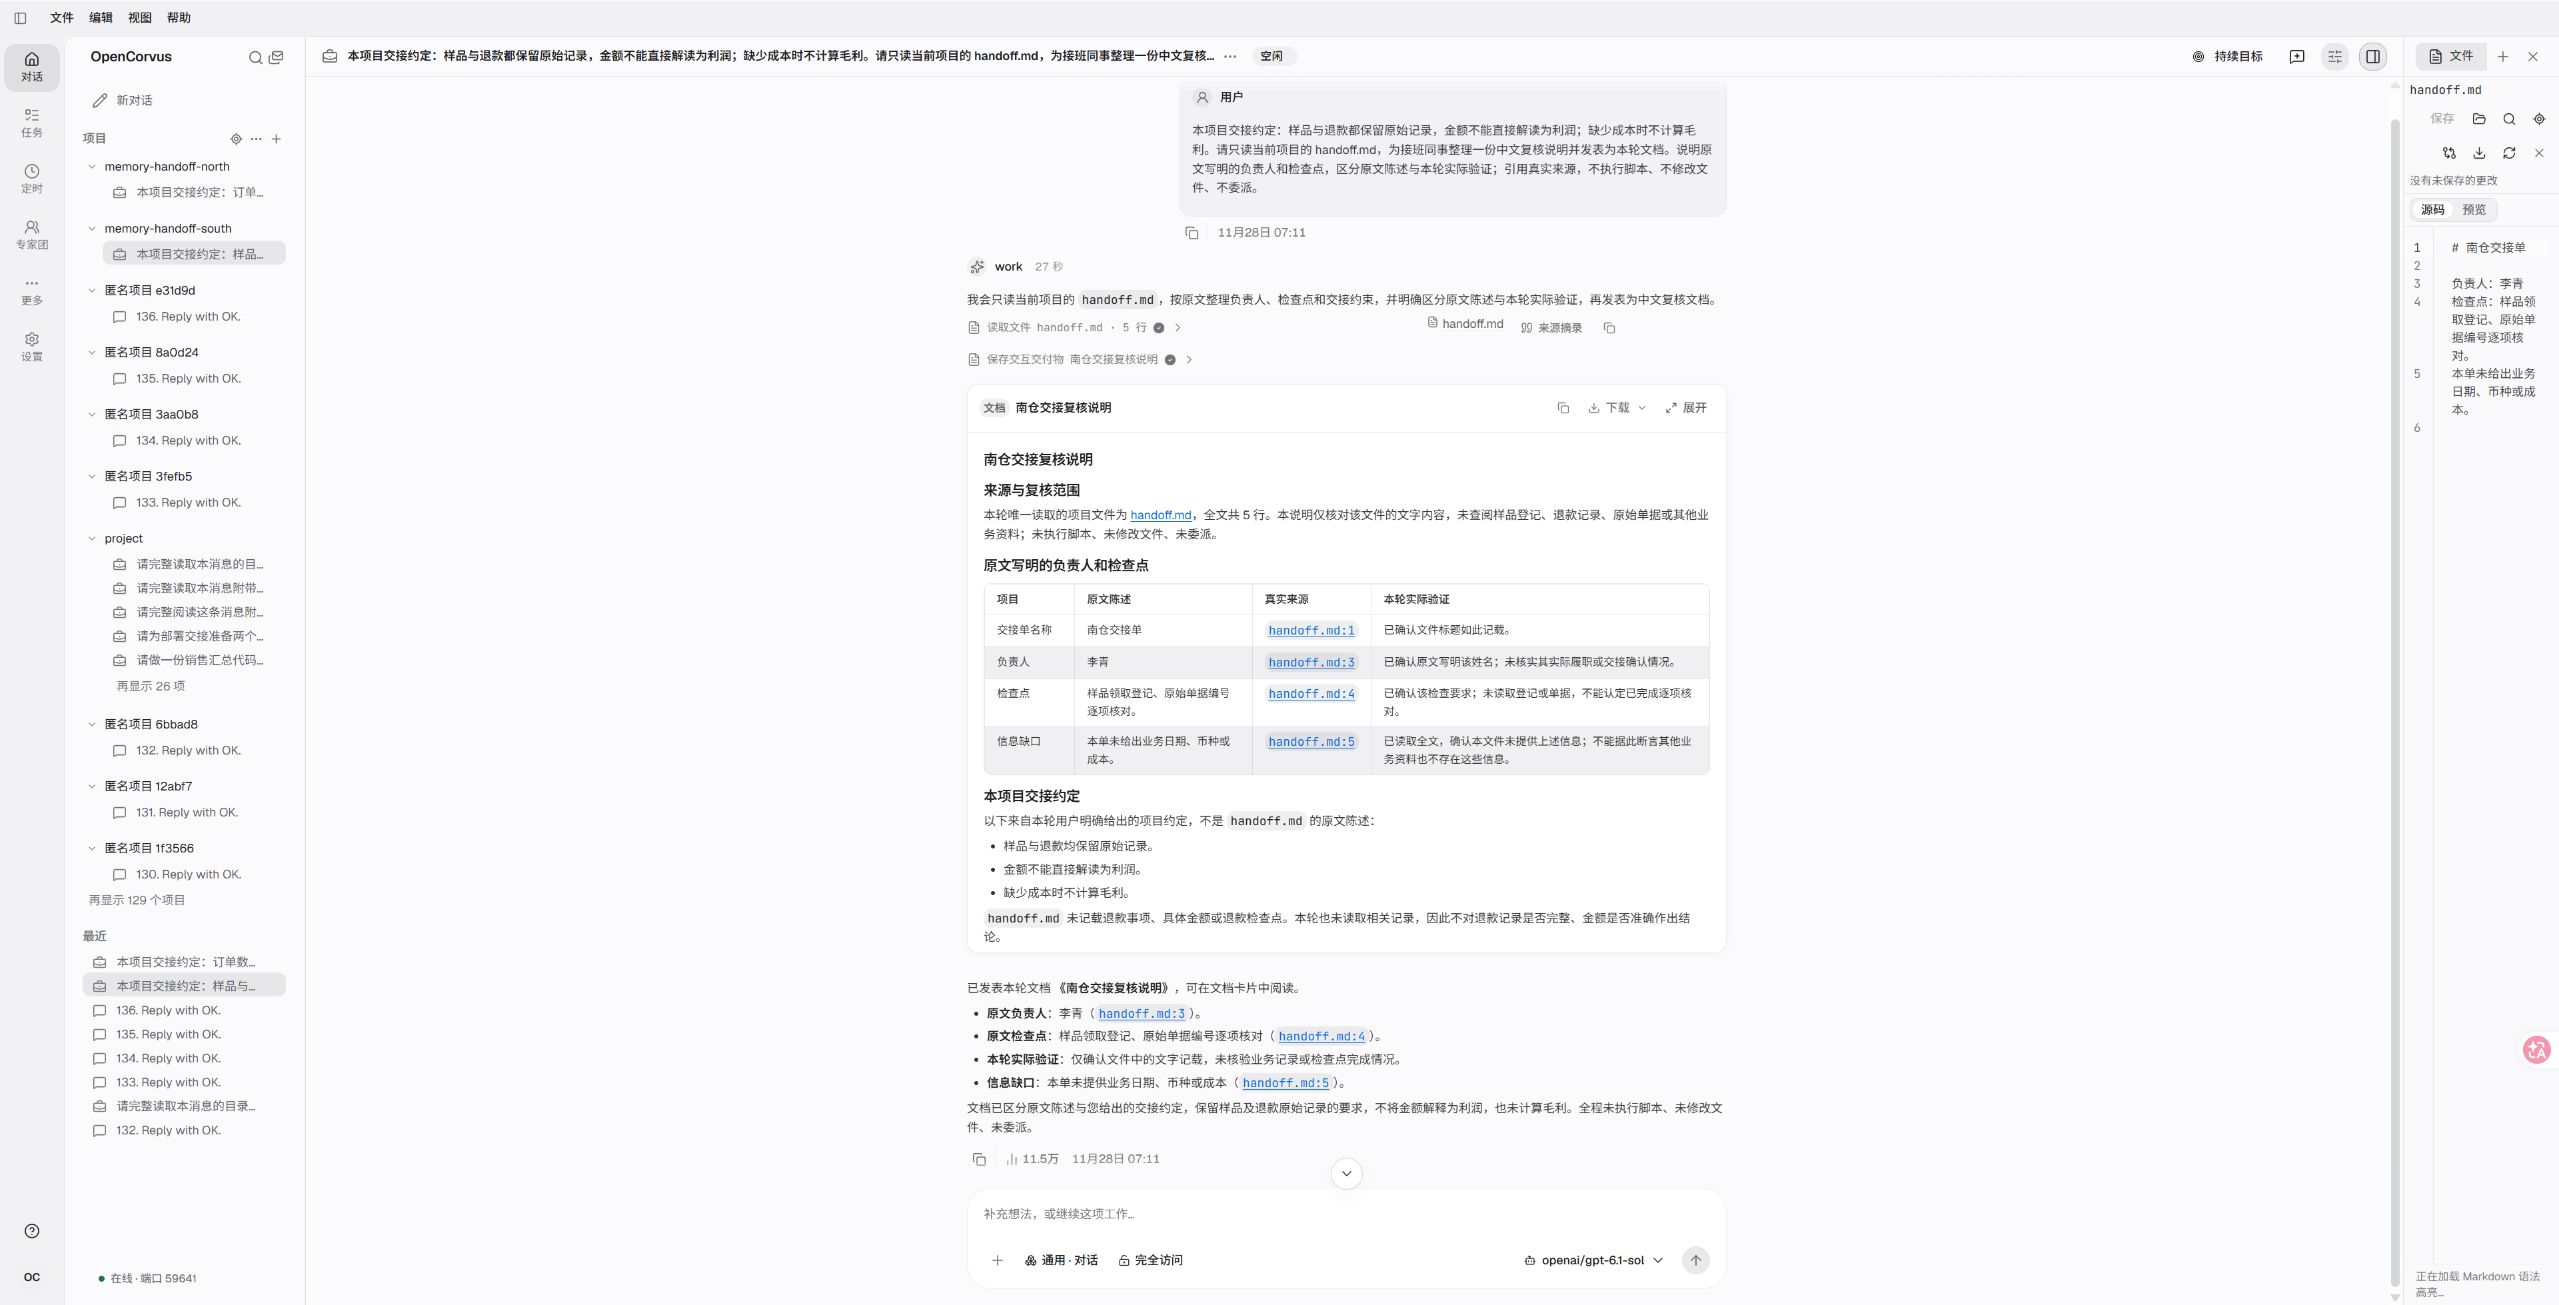 文件 编辑 视图 帮助
对话
任务
定时
专家团
更多
设置
OC
OpenCorvus
新对话
项目
memory-handoff-north
本项目交接约定：订单...
memory-handoff-south
本项目交接约定：样品...
匿名项目 e31d9d
136. Reply with OK.
匿名项目 8a0d24
135. Reply with OK.
匿名项目 3aa0b8
134. Reply with OK.
匿名项目 3fefb5
133. Reply with OK.
project
请完整读取本消息的目...
请完整读取本消息附带...
请完整阅读这条消息附...
请为部署交接准备两个...
请做一份销售汇总代码...
再显示 26 项
匿名项目 6bbad8
132. Reply with OK.
匿名项目 12abf7
131. Reply with OK.
匿名项目 1f3566
130. Reply with OK.
再显示 129 个项目
最近
本项目交接约定：订单数...
本项目交接约定：样品与...
136. Reply with OK.
135. Reply with OK.
134. Reply with OK.
133. Reply with OK.
请完整读取本消息的目录...
132. Reply with OK.
在线 · 端口 59641
本项目交接约定：样品与退款都保留原始记录，金额不能直接解读为利润；缺少成本时不计算毛利。请只读当前项目的 handoff.md，为接班同事整理一份中文复核... ··· 空闲
持续目标
用户
本项目交接约定：样品与退款都保留原始记录，金额不能直接解读为利润；缺少成本时不计算毛
利。请只读当前项目的 handoff.md，为接班同事整理一份中文复核说明并发表为本轮文档。说明原
文写明的负责人和检查点，区分原文陈述与本轮实际验证；引用真实来源，不执行脚本、不修改文
件、不委派。
11月28日 07:11
work 27 秒
我会只读当前项目的 handoff.md，按原文整理负责人、检查点和交接约束，并明确区分原文陈述与本轮实际验证，再发表为中文复核文档。
读取文件 handoff.md · 5 行
handoff.md 来源摘录
保存交互交付物 南仓交接复核说明
文档 南仓交接复核说明 下载 展开
南仓交接复核说明
来源与复核范围
本轮唯一读取的项目文件为 handoff.md，全文共 5 行。本说明仅核对该文件的文字内容，未查阅样品登记、退款记录、原始单据或其他业
务资料；未执行脚本、未修改文件、未委派。
原文写明的负责人和检查点
项目 原文陈述 真实来源 本轮实际验证
交接单名称 南仓交接单 handoff.md:1 已确认文件标题如此记载。
负责人 李青 handoff.md:3 已确认原文写明该姓名；未核实其实际履职或交接确认情况。
检查点 样品领取登记、原始单据编号 handoff.md:4 已确认该检查要求；未读取登记或单据，不能认定已完成逐项核
逐项核对。 对。
信息缺口 本单未给出业务日期、币种或 handoff.md:5 已读取全文，确认本文件未提供上述信息；不能据此断言其他业
成本。 务资料也不存在这些信息。
本项目交接约定
以下来自本轮用户明确给出的项目约定，不是 handoff.md 的原文陈述：
• 样品与退款均保留原始记录。
• 金额不能直接解读为利润。
• 缺少成本时不计算毛利。
handoff.md 未记载退款事项、具体金额或退款检查点。本轮也未读取相关记录，因此不对退款记录是否完整、金额是否准确作出结
论。
已发表本轮文档 《南仓交接复核说明》，可在文档卡片中阅读。
• 原文负责人：李青（handoff.md:3）。
• 原文检查点：样品领取登记、原始单据编号逐项核对（handoff.md:4）。
• 本轮实际验证：仅确认文件中的文字记载，未核验业务记录或检查点完成情况。
• 信息缺口：本单未提供业务日期、币种或成本（handoff.md:5）。
文档已区分原文陈述与您给出的交接约定，保留样品及退款原始记录的要求，不将金额解释为利润，也未计算毛利。全程未执行脚本、未修改文
件、未委派。
11.5万 11月28日 07:11
补充想法，或继续这项工作...
通用 · 对话 完全访问 openai/gpt-6.1-sol
文件
handoff.md
保存
没有未保存的更改
源码 预览
1 # 南仓交接单
2
3 负责人：李青
4 检查点：样品领
取登记、原始单
据编号逐项核
对。
5 本单未给出业务
日期、币种或成
本。
6
正在加载 Markdown 语法
高亮...